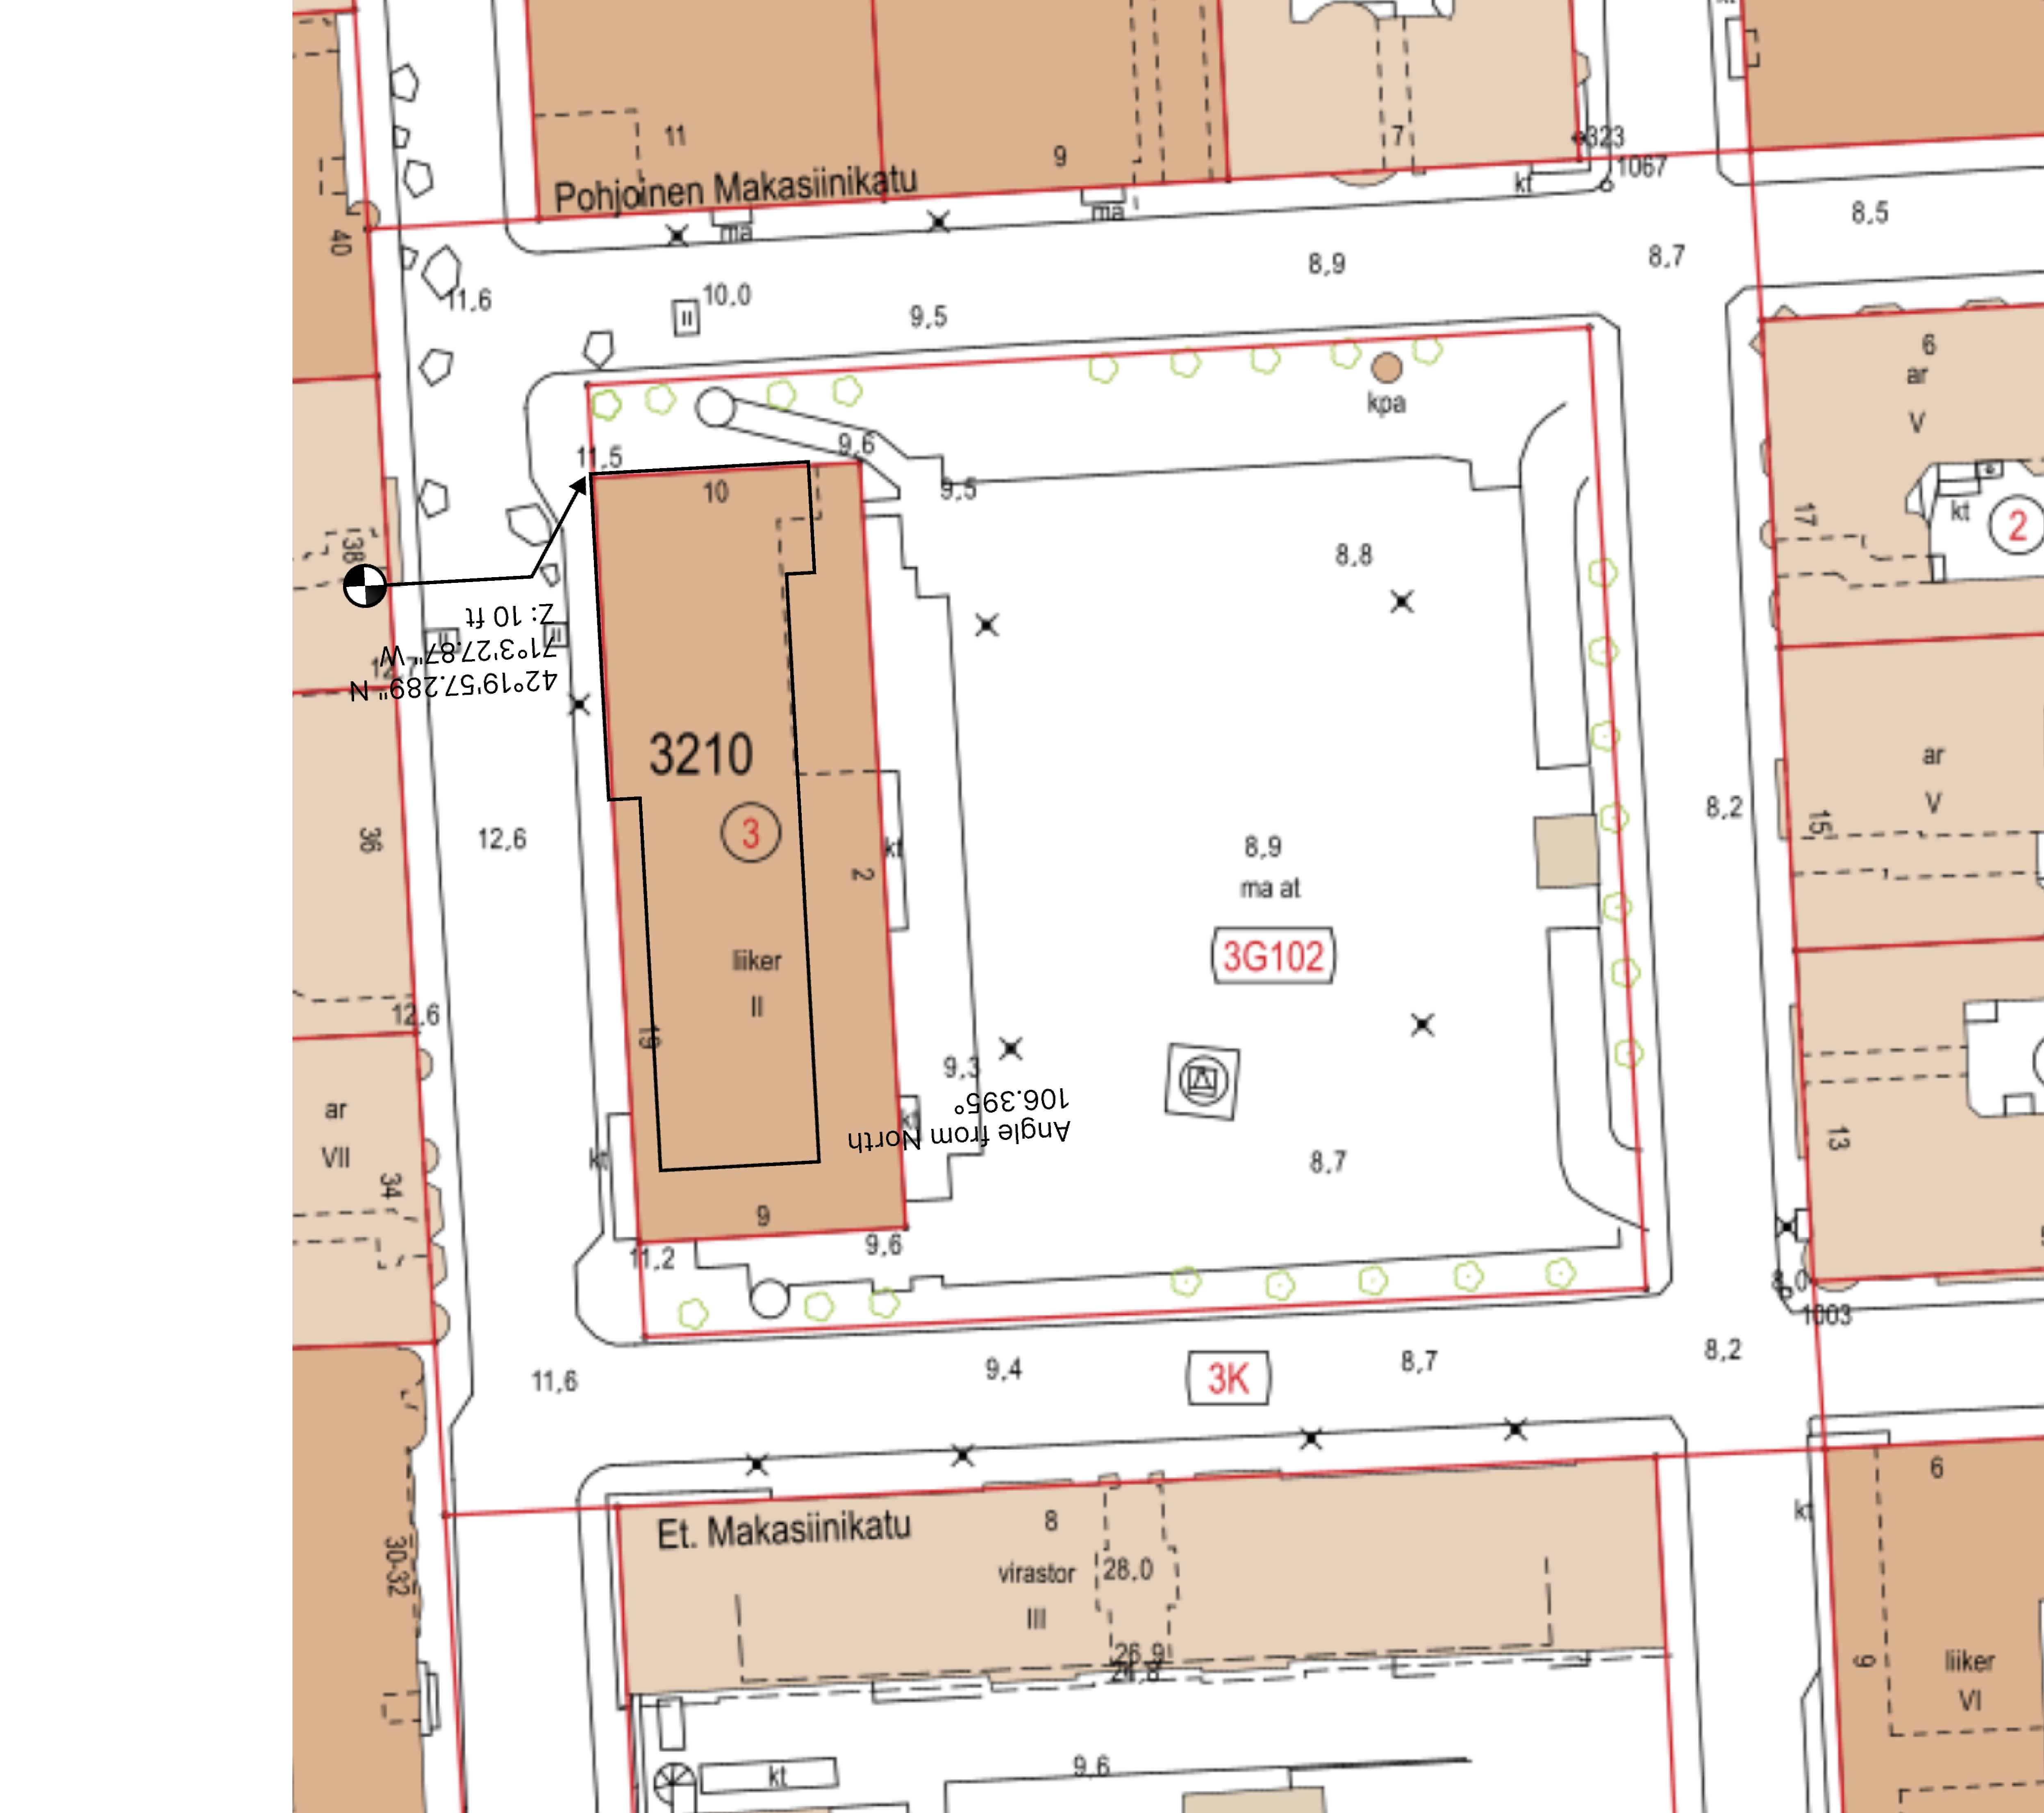 11
9
7
323
1067
kt
Pohjoinen Makasiinikatu
ma
ma
8,5
40
11,6
10,0
9,5
8,9
8,7
6
ar
V
kpa
9,6
11,5
10
9,5
8,8
17
kt
2
38
Z: 10 ft
71°3'27.87" W
42°19'57.289" N
12,7
3210
3
36
12,6
2
kt
8,9
ma at
8,2
ar
V
15
3G102
liiker
II
19
12,6
9,3
Angle from North
106.395°
ar
VII
34
kt
kt
8,7
13
9
11,2
9,6
8,0
1003
11,6
9,4
3K
8,7
8,2
Et. Makasiinikatu
8
virastor
III
28,0
26,9
kt
6
30-32
9
liiker
VI
kt
9,6